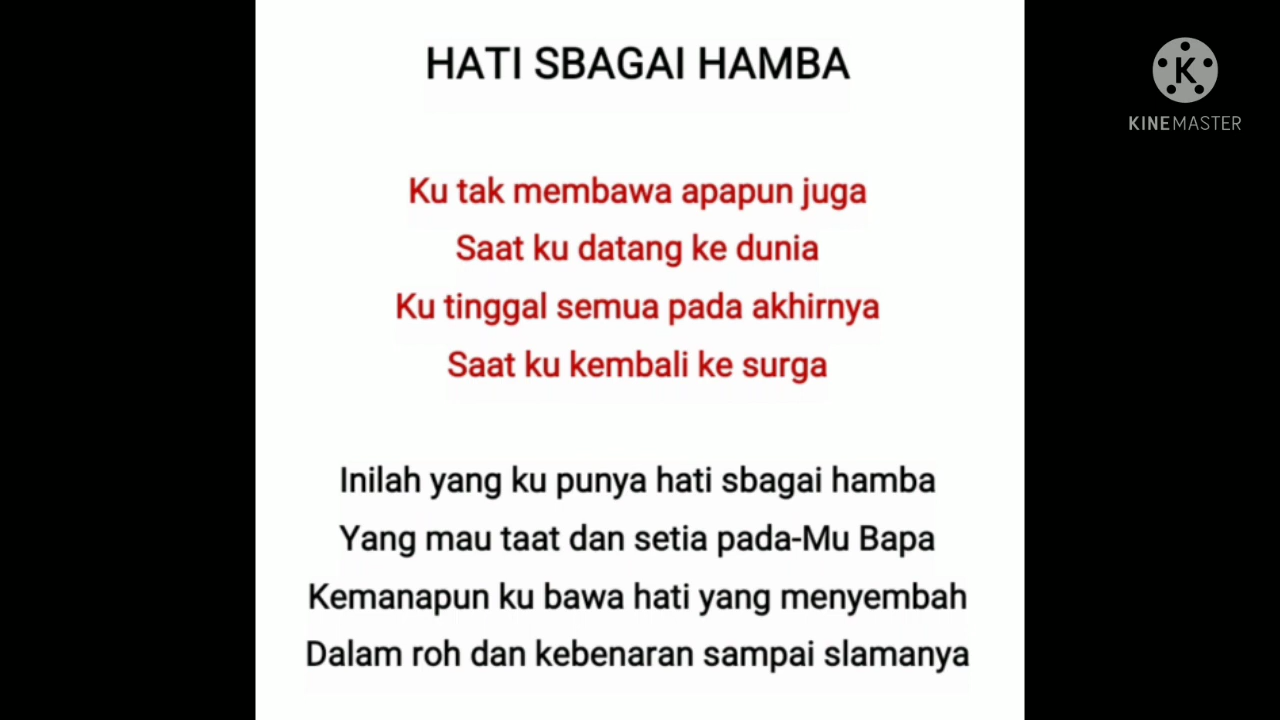 HATI SBAGAI HAMBA
K
KINEMASTER
Ku tak membawa apapun juga
Saat ku datang ke dunia
Ku tinggal semua pada akhirnya
Saat ku kembali ke surga
Inilah yang ku punya hati sbagai hamba
Yang mau taat dan setia pada-Mu Bapa
Kemanapun ku bawa hati yang menyembah
Dalam roh dan kebenaran sampai slamanya